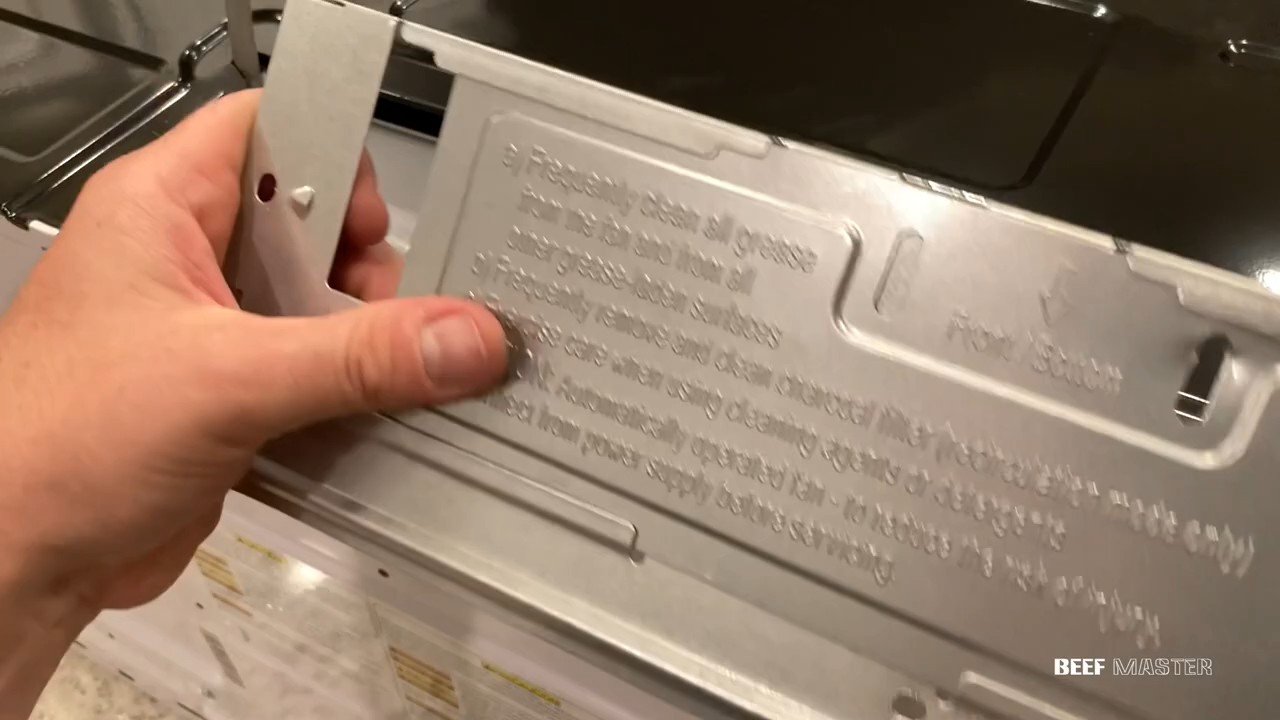 c) Frequently clean all grease
from the fan and from all
other grease-laden surfaces
d) Frequently remove and clean charcoal filter (recirculation mode only)
care when using cleaning agents or detergents
Automatically operated fan - to reduce the risk of injury
from power supply before servicing.
Front / Bottom
BEEF MASTER